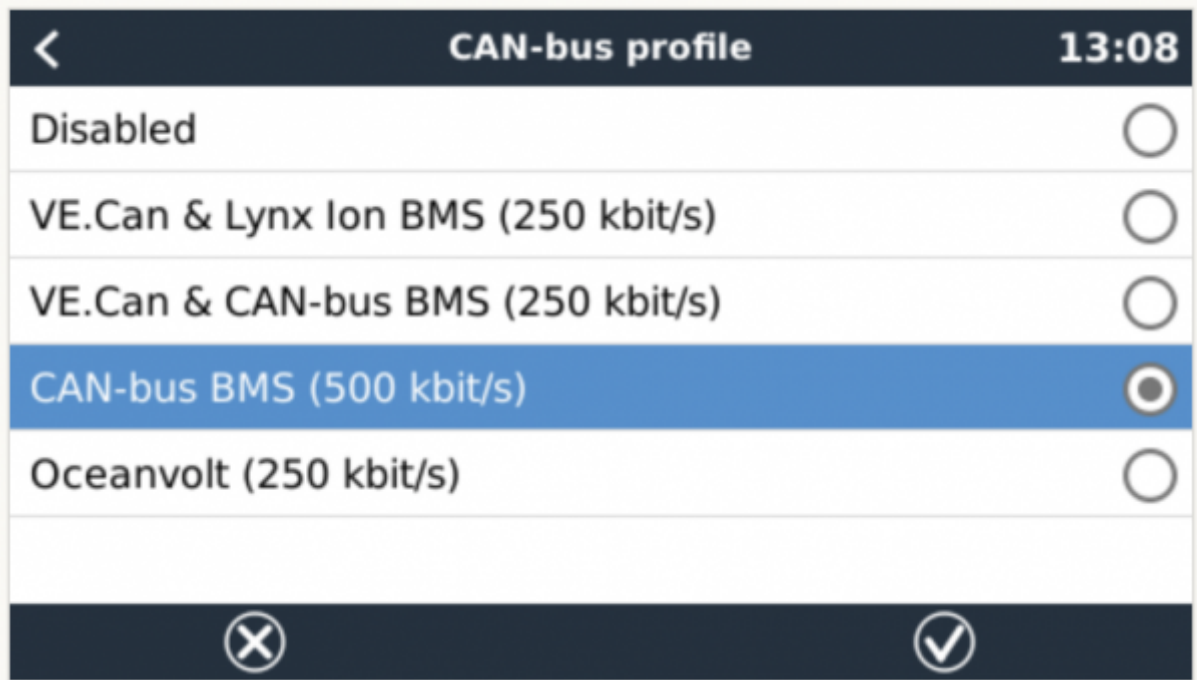 CAN-bus profile 13:08
Disabled
VE.Can & Lynx Ion BMS (250 kbit/s)
VE.Can & CAN-bus BMS (250 kbit/s)
CAN-bus BMS (500 kbit/s)
Oceanvolt (250 kbit/s)